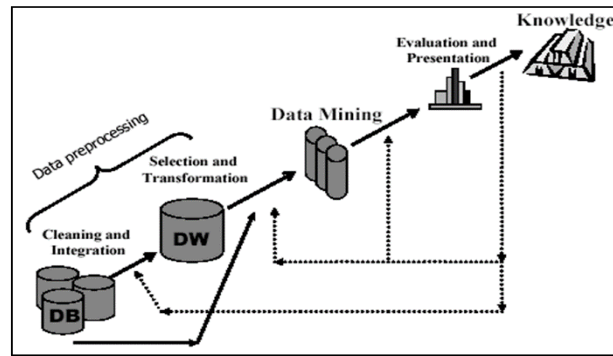 Knowledge
Evaluation and
Presentation
Data Mining
Data preprocessing
Selection and
Transformation
Cleaning and
Integration
DW
DB